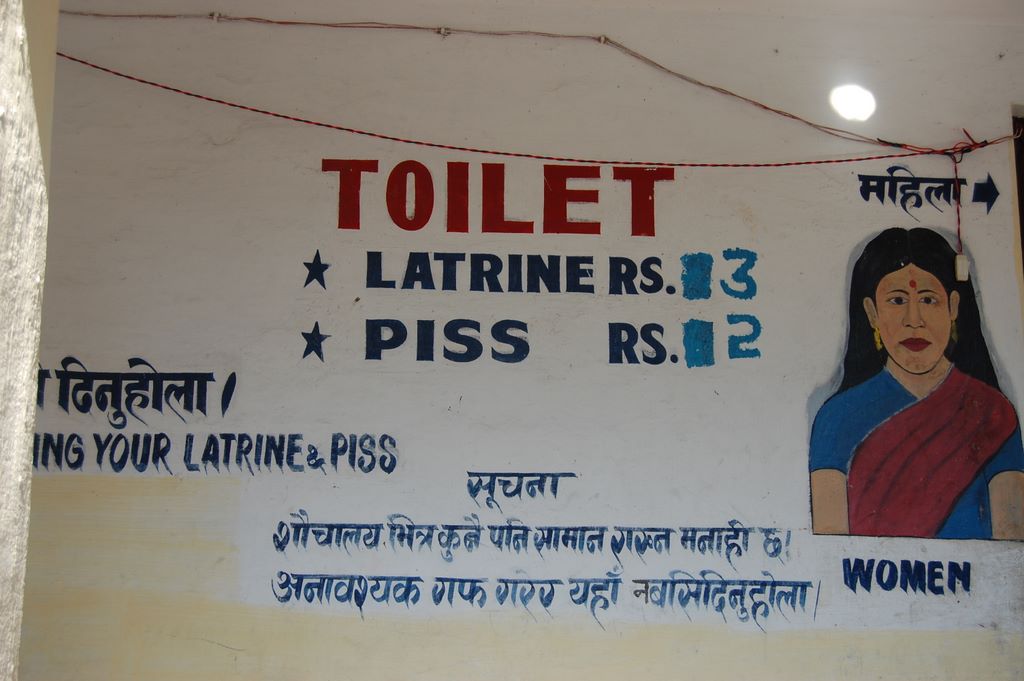 TOILET
महिला
★ LATRINE RS. 3
★ PISS RS. 2
दिनुहोला ।
ING YOUR LATRINE & PISS
सूचना
शौचालय भित्र कुनै पनि सामान राख्न मनाही छ।
अनावश्यक गफ गरेर यहाँ नबसिदिनुहोला।
WOMEN